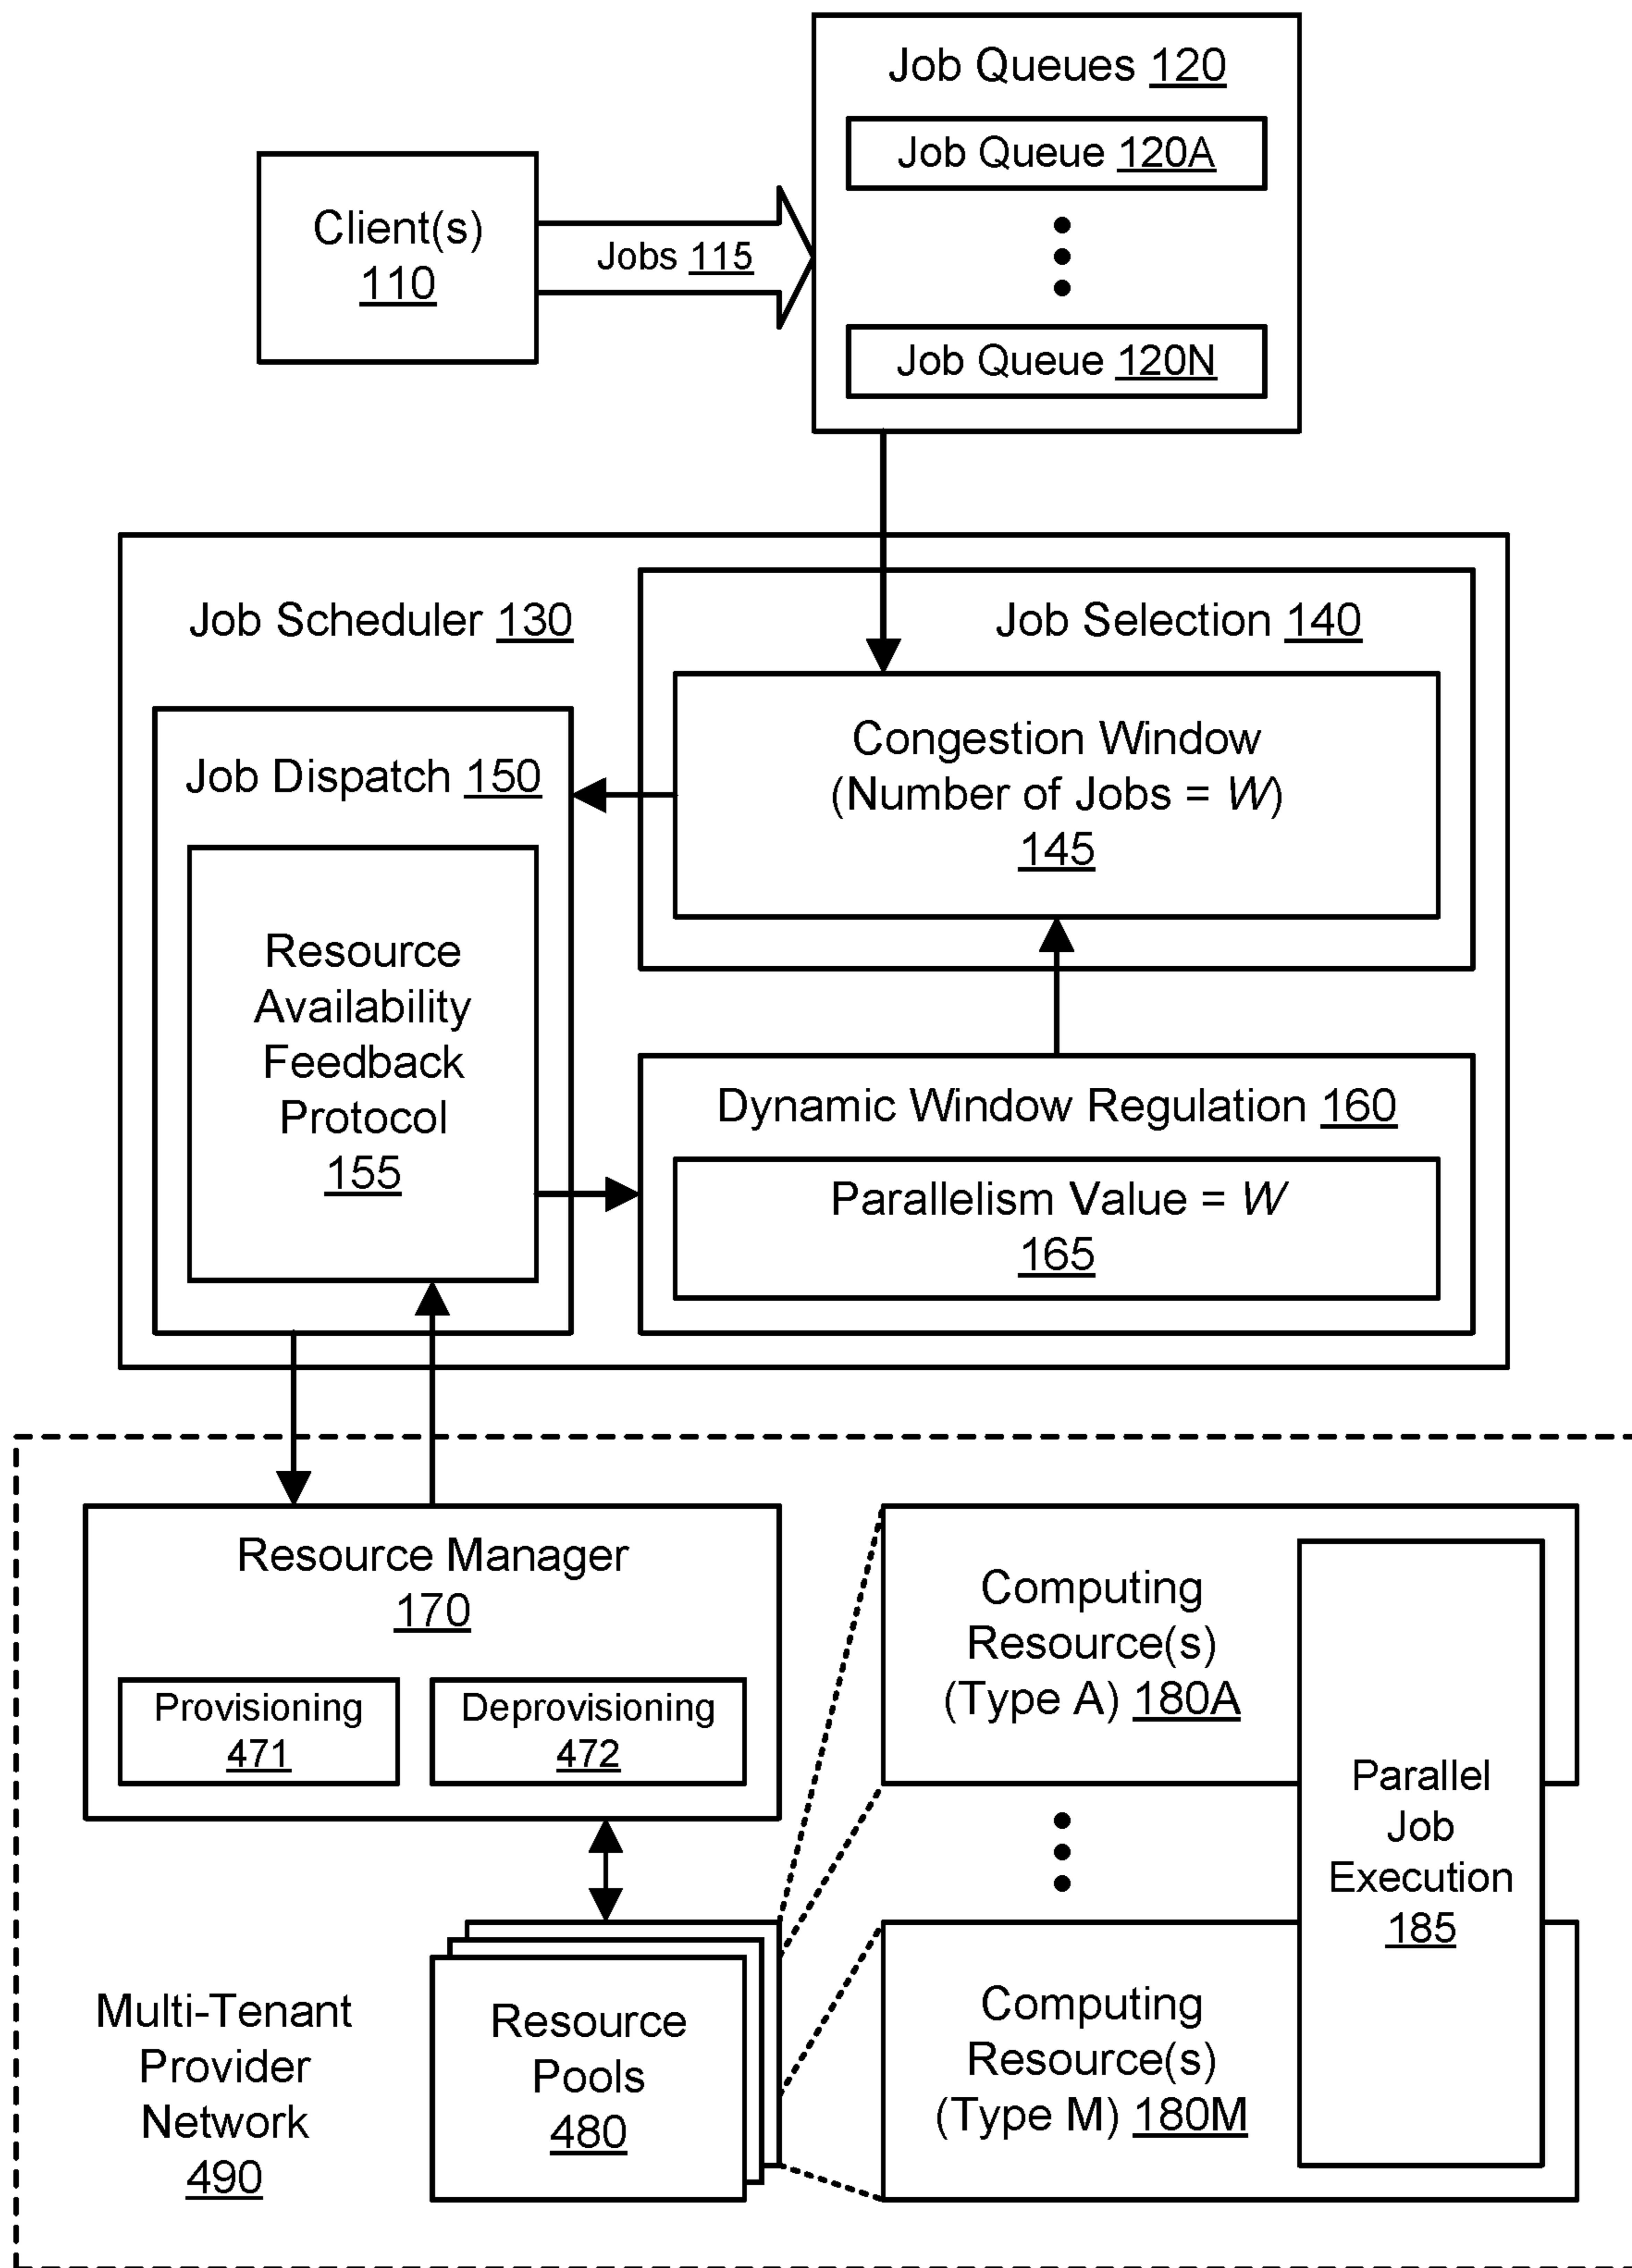 Job Queues 120
Job Queue 120A
Client(s)
110
Jobs 115
Job Queue 120N
Job Scheduler 130
Job Selection 140
Congestion Window
(Number of Jobs = W)
145
Job Dispatch 150
Resource
Availability
Feedback
Protocol
155
Dynamic Window Regulation 160
Parallelism Value = W
165
Resource Manager
170
Provisioning
471
Deprovisioning
472
Computing
Resource(s)
(Type A) 180A
Parallel
Job
Execution
185
Multi-Tenant
Provider
Network
490
Resource
Pools
480
Computing
Resource(s)
(Type M) 180M